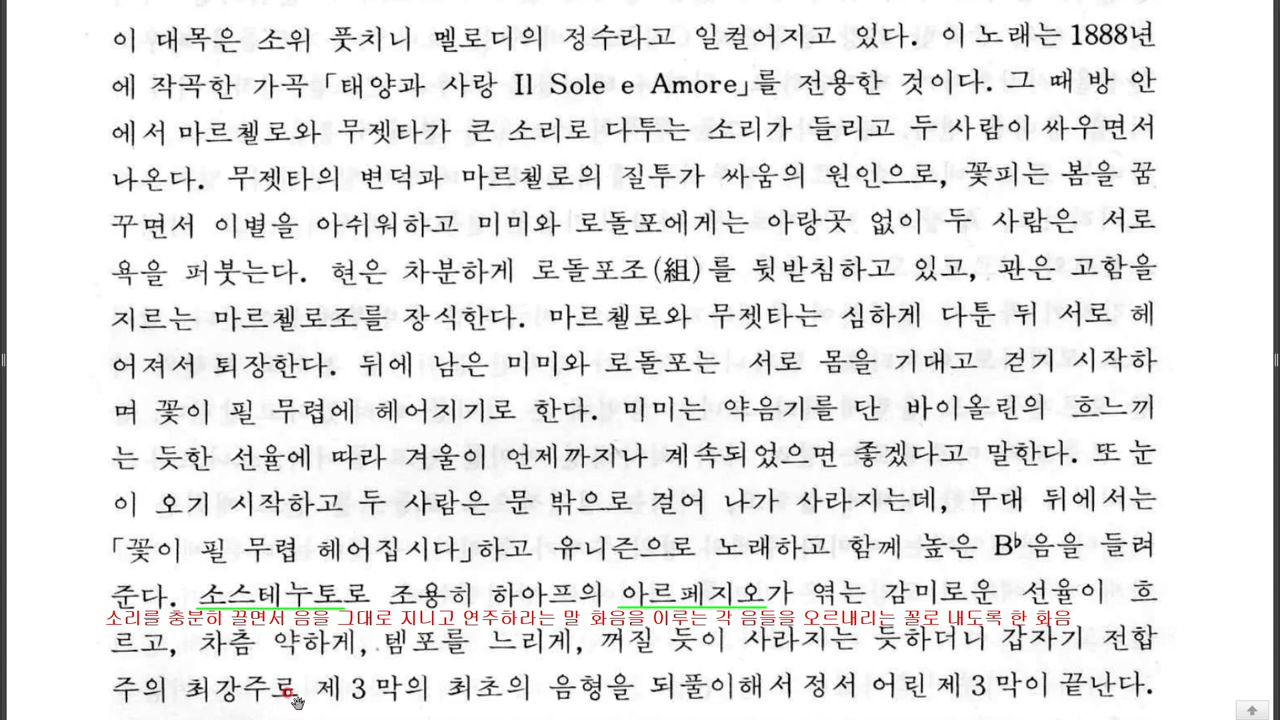 이 대목은 소위 풋치니 멜로디의 정수라고 일컬어지고 있다. 이 노래는 1888년
에 작곡한 가곡 「태양과 사랑 Il Sole e Amore」를 전용한 것이다. 그 때 방 안
에서 마르첼로와 무젯타가 큰 소리로 다투는 소리가 들리고 두 사람이 싸우면서
나온다. 무젯타의 변덕과 마르첼로의 질투가 싸움의 원인으로, 꽃피는 봄을 꿈
꾸면서 이별을 아쉬워하고 미미와 로돌포에게는 아랑곳 없이 두 사람은 서로
욕을 퍼붓는다. 현은 차분하게 로돌포조(組)를 뒷받침하고 있고, 관은 고함을
지르는 마르첼로조를 장식한다. 마르첼로와 무젯타는 심하게 다툰 뒤 서로 헤
어져서 퇴장한다. 뒤에 남은 미미와 로돌포는 서로 몸을 기대고 걷기 시작하
며 꽃이 필 무렵에 헤어지기로 한다. 미미는 약음기를 단 바이올린의 흐느끼
는 듯한 선율에 따라 겨울이 언제까지나 계속되었으면 좋겠다고 말한다. 또 눈
이 오기 시작하고 두 사람은 문 밖으로 걸어 나가 사라지는데, 무대 뒤에서는
「꽃이 필 무렵 헤어집시다」하고 유니즌으로 노래하고 함께 높은 B♭음을 들려
준다. 소스테누토로 조용히 하아프의 아르페지오가 엮는 감미로운 선율이 흐
소리를 충분히 끌면서 음을 그대로 지니고 연주하라는 말 화음을 이루는 각 음들을 오르내리는 꼴로 내도록 한 화음
르고, 차츰 약하게, 템포를 느리게, 꺼질 듯이 사라지는 듯하더니 갑자기 전합
주의 최강주로 제 3 막의 최초의 음형을 되풀이해서 정서 어린 제 3 막이 끝난다.